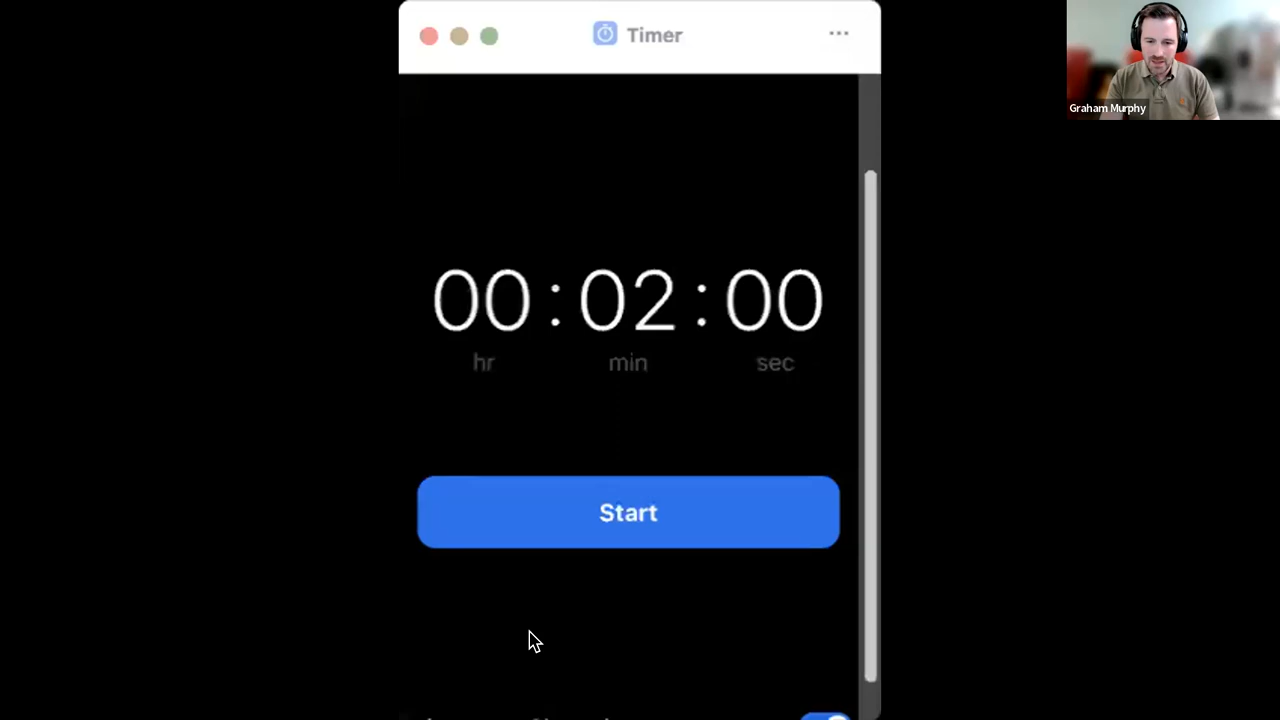 Timer
Graham Murphy
00 : 02 : 00
hr min sec
Start